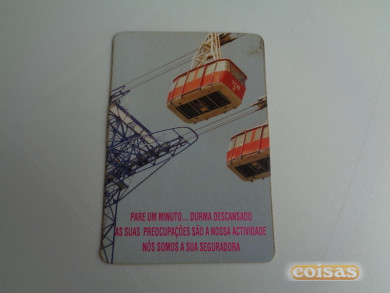 PARE UM MINUTO... DURMA DESCANSADO
AS SUAS PREOCUPAÇÕES SÃO A NOSSA ACTIVIDADE
NÓS SOMOS A SUA SEGURADORA
coisas